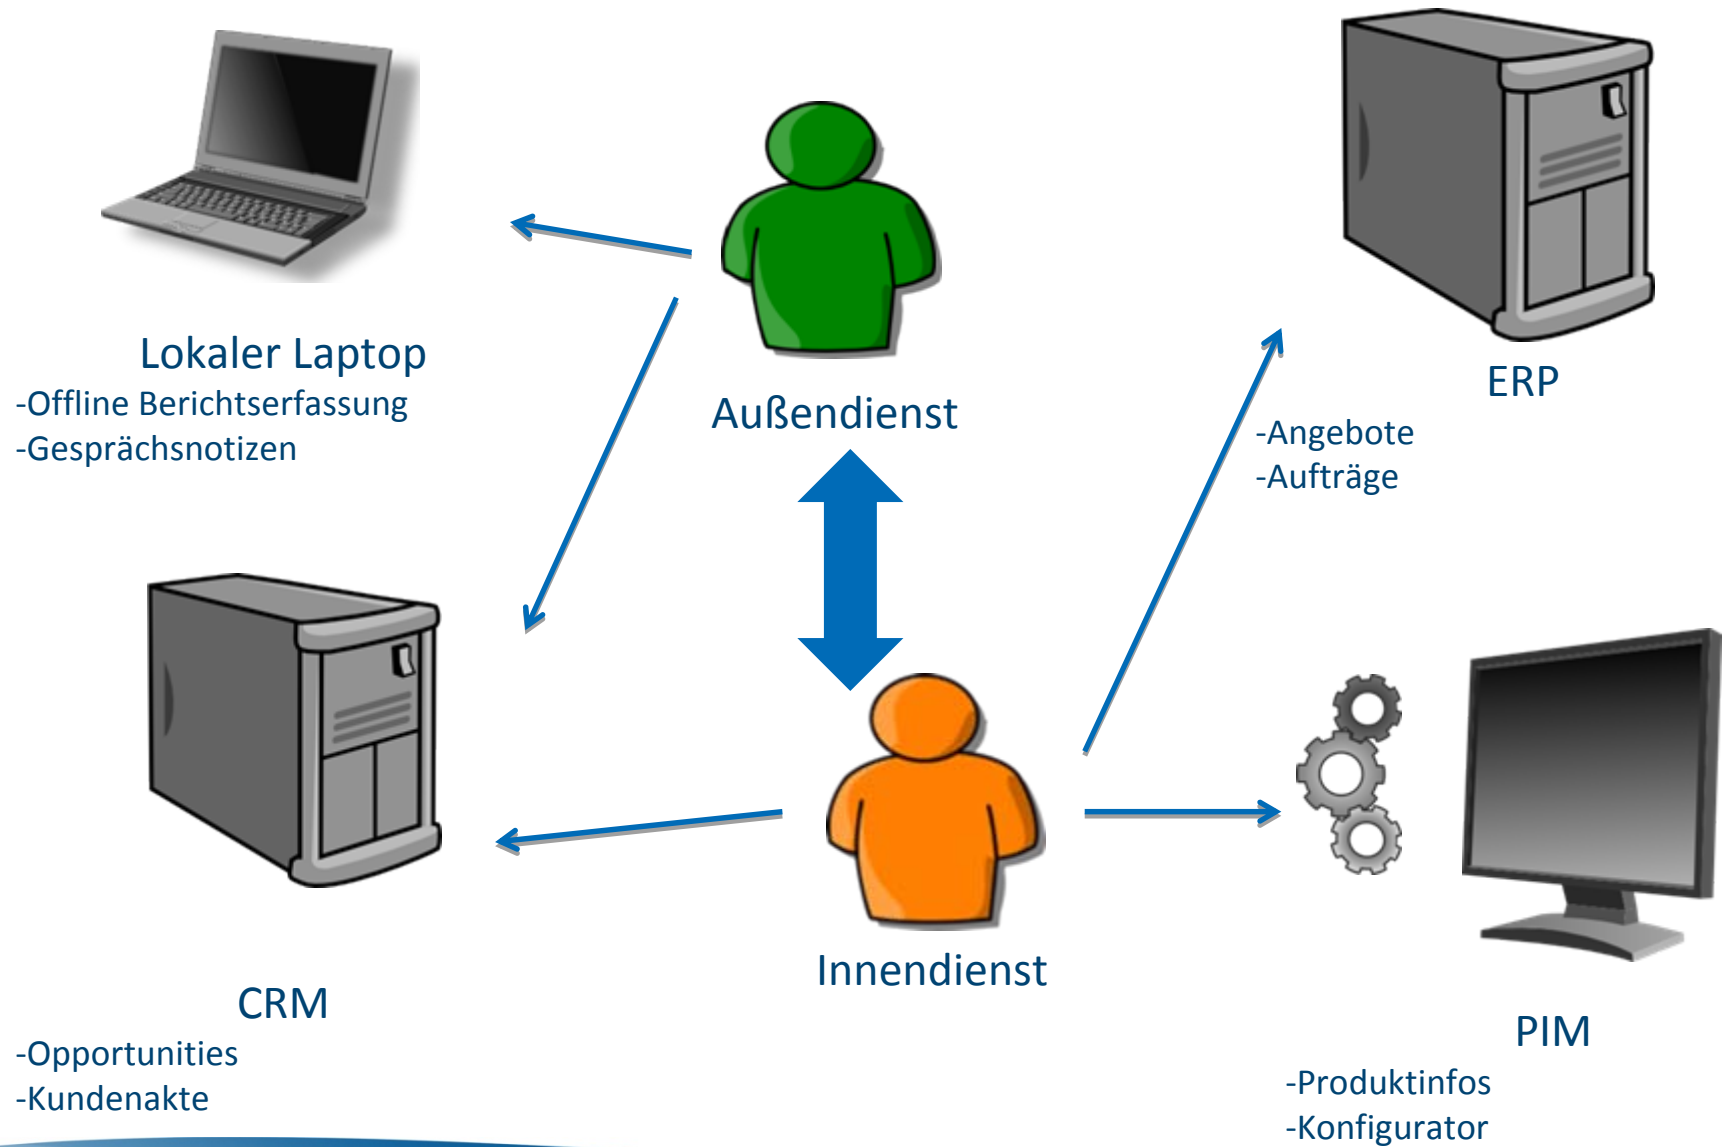 Lokaler Laptop
-Offline Berichtserfassung
-Gesprächsnotizen
Außendienst
ERP
-Angebote
-Aufträge
CRM
-Opportunities
-Kundenakte
Innendienst
PIM
-Produktinfos
-Konfigurator